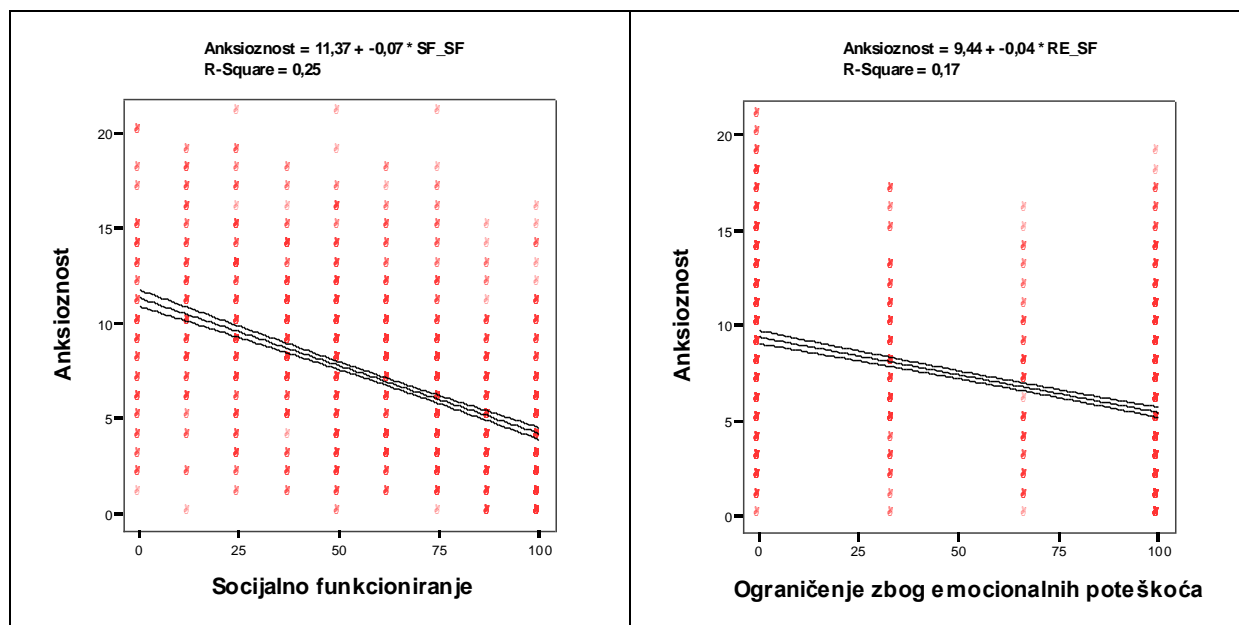 Anksioznost = 11,37 + -0,07 * SF_SF
R-Square = 0,25
20
15
10
5
0
Anksioznost
0 25 50 75 100
Socijalno funkcioniranje
Anksioznost = 9,44 + -0,04 * RE_SF
R-Square = 0,17
20
15
10
5
0
Anksioznost
0 25 50 75 100
Ograničenje zbog emocionalnih poteškoća